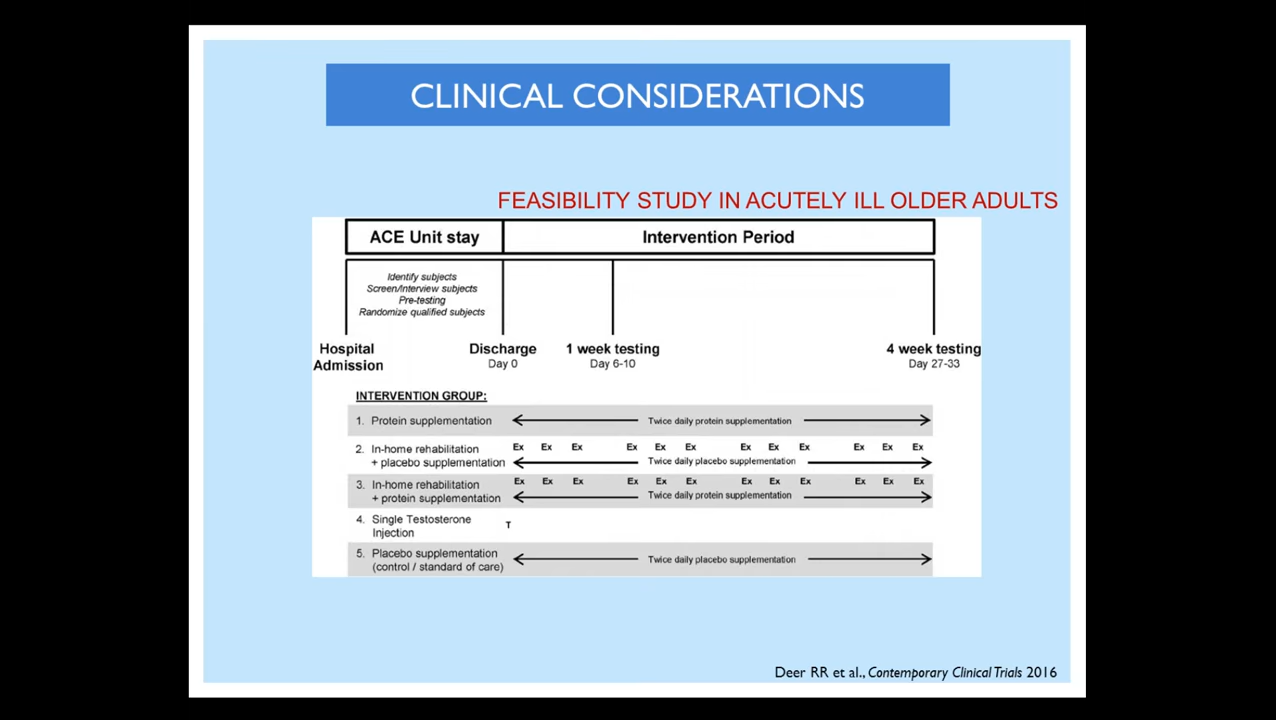 CLINICAL CONSIDERATIONS
FEASIBILITY STUDY IN ACUTELY ILL OLDER ADULTS
ACE Unit stay
Intervention Period
Identify subjects
Screen/Interview subjects
Pre-testing
Randomize qualified subjects
Hospital
Admission
Discharge
Day 0
1 week testing
Day 6-10
4 week testing
Day 27-33
INTERVENTION GROUP:
1. Protein supplementation
Twice daily protein supplementation
2. In-home rehabilitation
+ placebo supplementation
Ex Ex Ex Ex Ex Ex Ex Ex Ex Ex Ex Ex
Twice daily placebo supplementation
3. In-home rehabilitation
+ protein supplementation
Ex Ex Ex Ex Ex Ex Ex Ex Ex Ex Ex Ex
Twice daily protein supplementation
4. Single Testosterone
Injection
T
5. Placebo supplementation
(control / standard of care)
Twice daily placebo supplementation
Deer RR et al., Contemporary Clinical Trials 2016